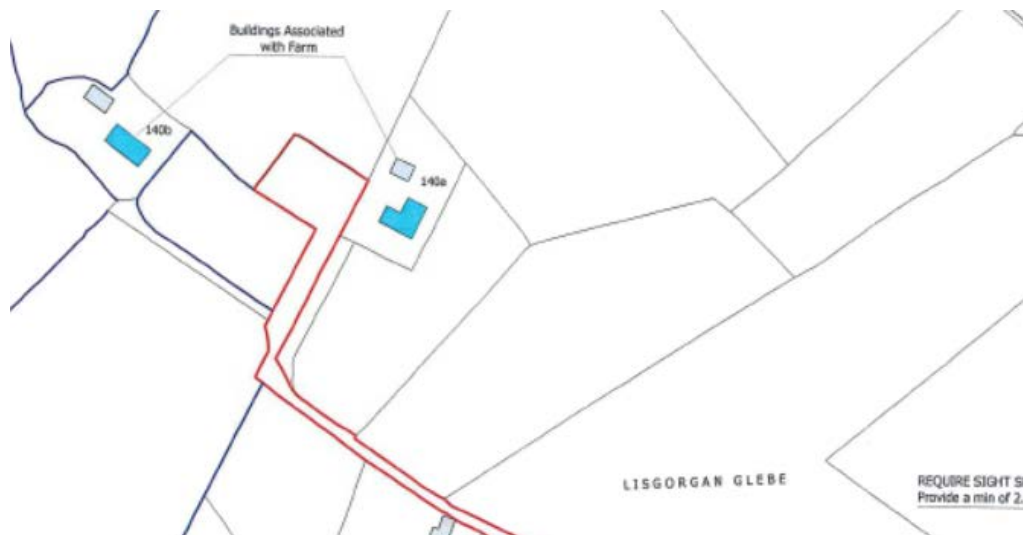 Buildings Associated
with Farm
140b
140a
LISGORGAN GLEBE
REQUIRE SIGHT
Provide a min of 2.